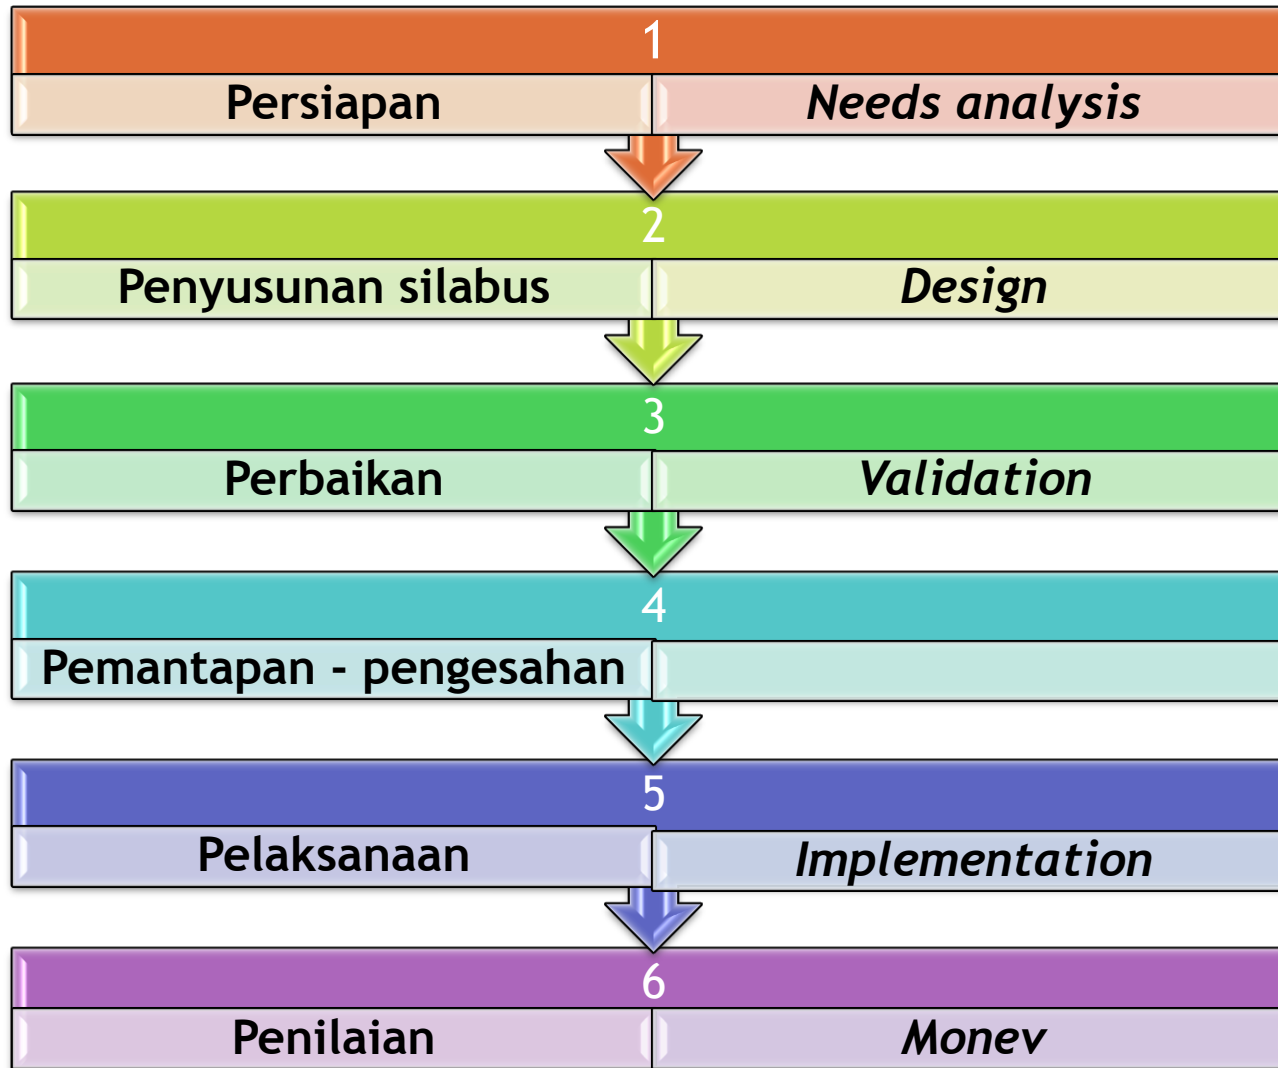 1
Persiapan Needs analysis
2
Penyusunan silabus Design
3
Perbaikan Validation
4
Pemantapan - pengesahan
5
Pelaksanaan Implementation
6
Penilaian Monev